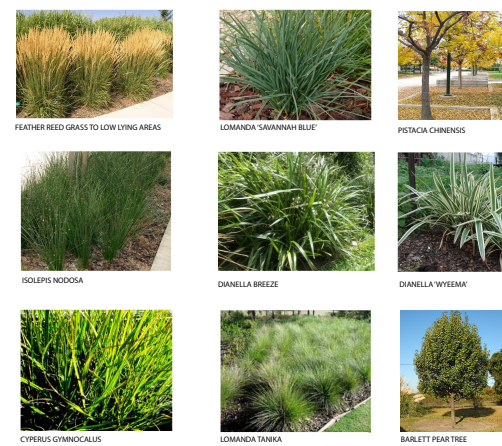 FEATHER REED GRASS TO LOW LYING AREAS
LOMANDA 'SAVANNAH BLUE'
PISTACIA CHINENSIS
ISOLEPIS NODOSA
DIANELLA BREEZE
DIANELLA 'WYEEMA'
CYPERUS GYMNOCALUS
LOMANDA TANIKA
BARLETT PEAR TREE